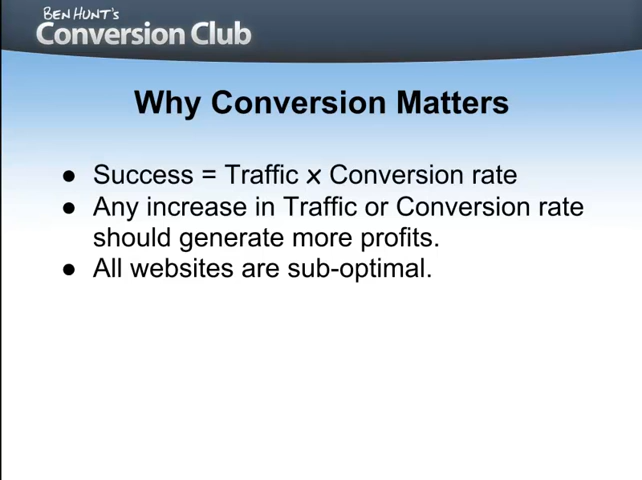 BEN HUNT'S
Conversion Club
Why Conversion Matters
● Success = Traffic x Conversion rate
● Any increase in Traffic or Conversion rate
should generate more profits.
● All websites are sub-optimal.